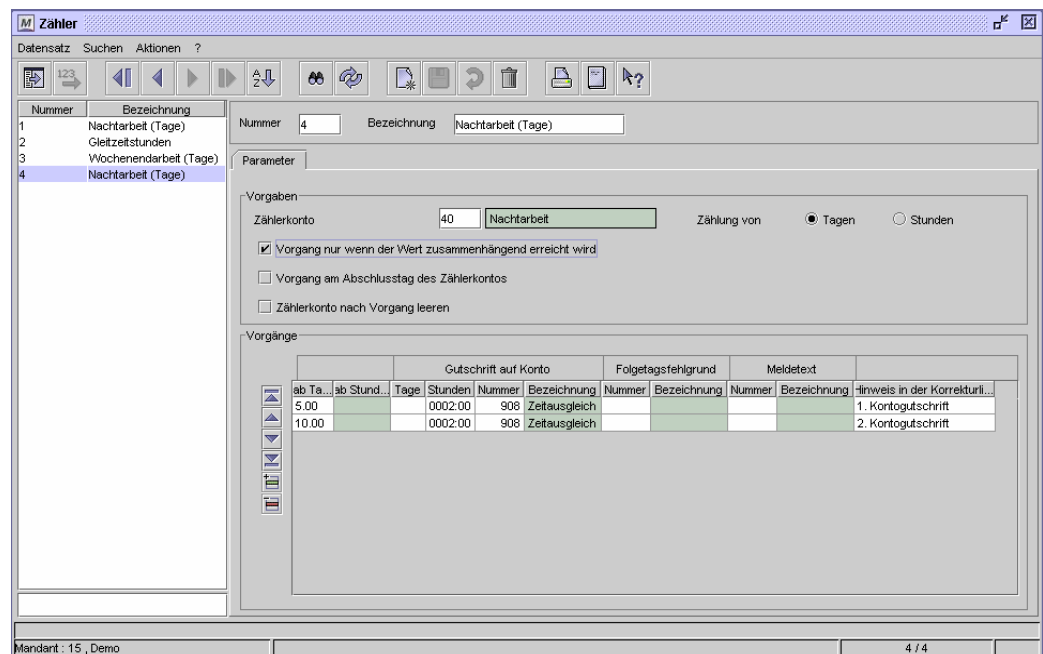 M Zähler
Datensatz Suchen Aktionen ?
123
Nummer Bezeichnung
1 Nachtarbeit (Tage)
2 Gleitzeitstunden
3 Wochenendarbeit (Tage)
4 Nachtarbeit (Tage)
Nummer 4 Bezeichnung Nachtarbeit (Tage)
Parameter
Vorgaben
Zählerkonto 40 Nachtarbeit Zählung von Tagen Stunden
Vorgang nur wenn der Wert zusammenhängend erreicht wird
Vorgang am Abschlusstag des Zählerkontos
Zählerkonto nach Vorgang leeren
Vorgänge
Gutschrift auf Konto Folgetagsfehlgrund Meldetext
ab Ta... ab Stund... Tage Stunden Nummer Bezeichnung Nummer Bezeichnung Nummer Bezeichnung Hinweis in der Korrekturli...
5.00 0002:00 908 Zeitausgleich 1. Kontogutschrift
10.00 0002:00 908 Zeitausgleich 2. Kontogutschrift
Mandant : 15 , Demo 4 / 4